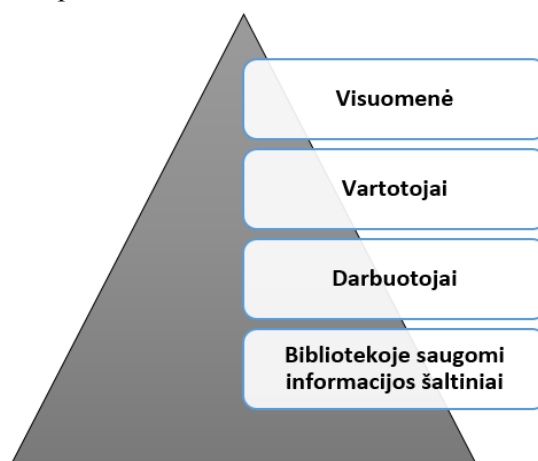 Visuomenė
Vartotojai
Darbuotojai
Bibliotekoje saugomi
informacijos šaltiniai